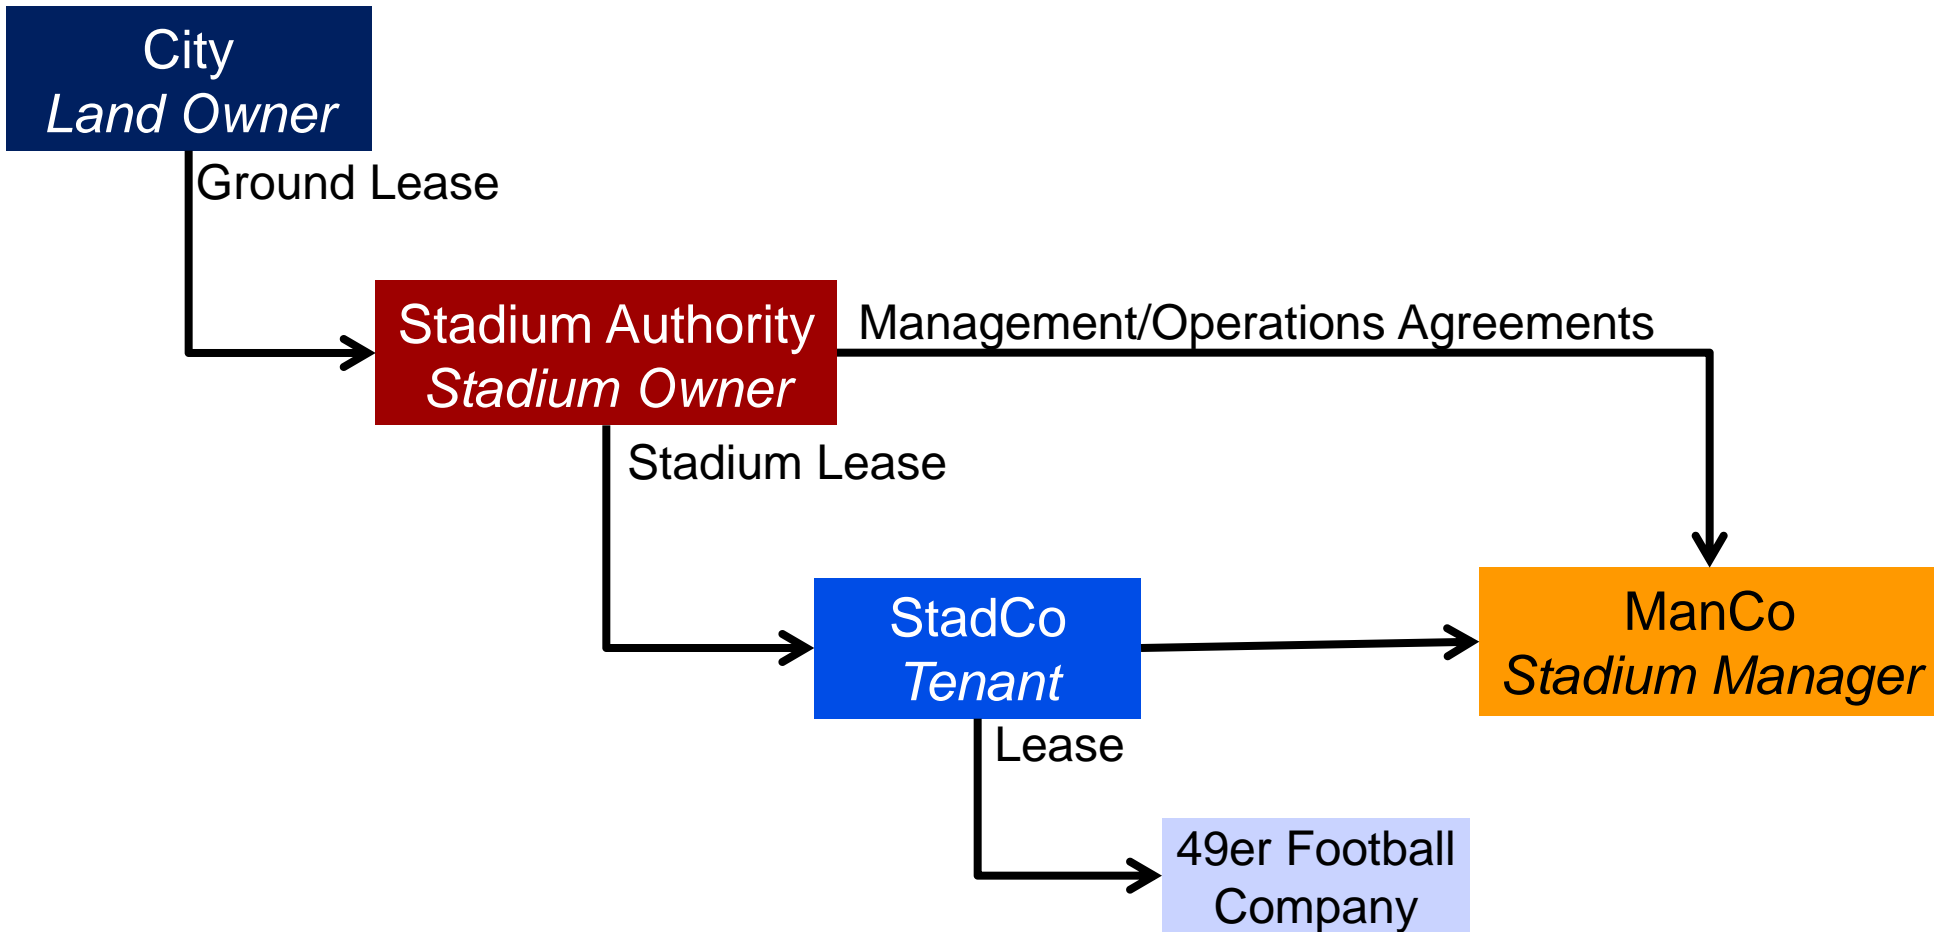 City
Land Owner
Ground Lease
Stadium Authority
Stadium Owner
Management/Operations Agreements
Stadium Lease
StadCo
Tenant
ManCo
Stadium Manager
Lease
49er Football
Company